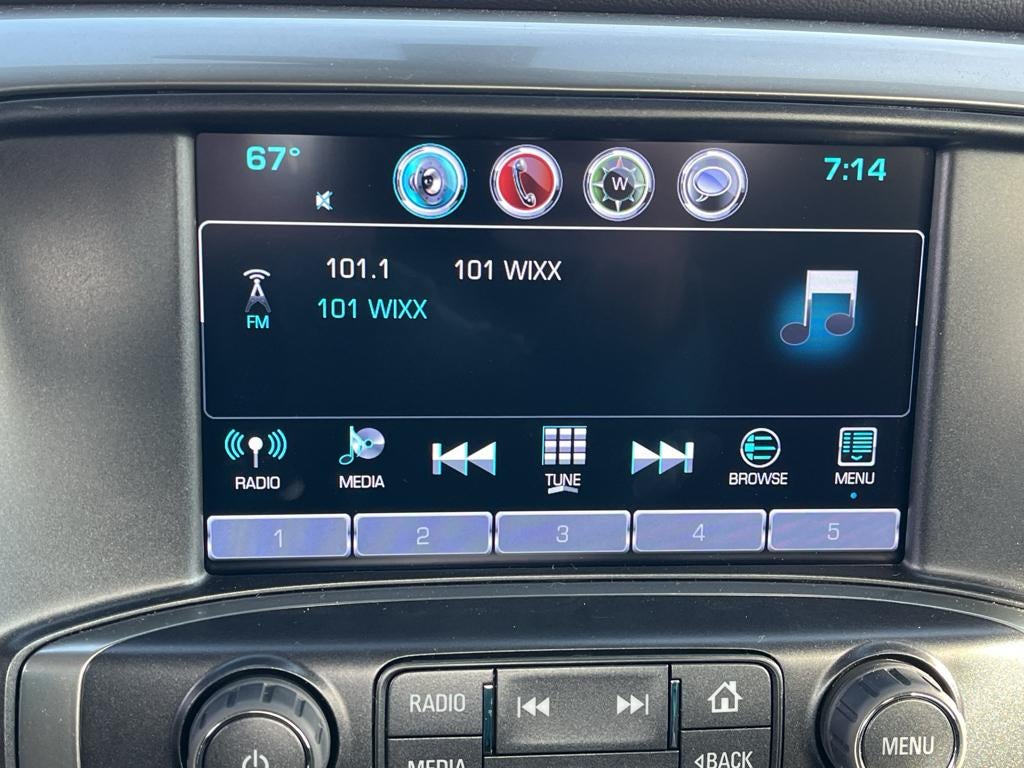 67° W 7:14
101.1 101 WIXX
101 WIXX
FM
RADIO MEDIA TUNE BROWSE MENU
1 2 3 4 5
RADIO
MEDIA BACK
MENU